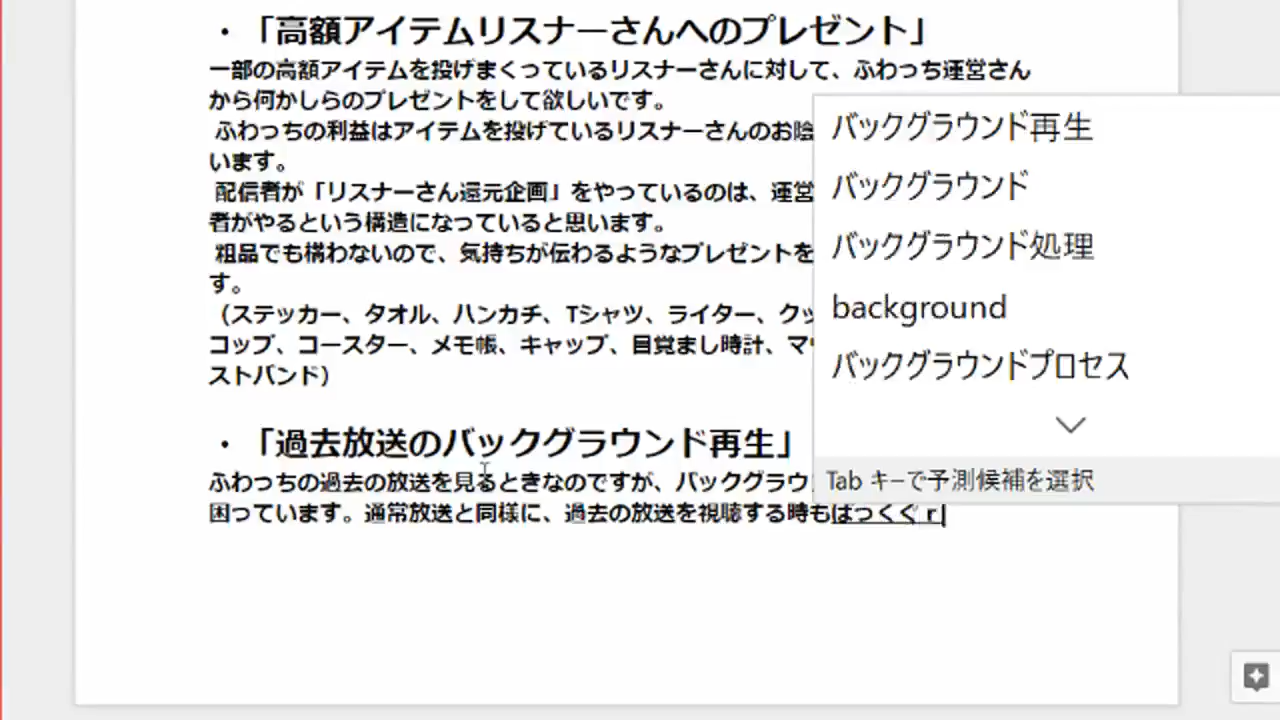 ・「高額アイテムリスナーさんへのプレゼント」
一部の高額アイテムを投げまくっているリスナーさんに対して、ふわっち運営さん
から何かしらのプレゼントをして欲しいです。
ふわっちの利益はアイテムを投げているリスナーさんのお陰
います。
配信者が「リスナーさん還元企画」をやっているのは、運営
者がやるという構造になっていると思います。
粗品でも構わないので、気持ちが伝わるようなプレゼントを
す。
（ステッカー、タオル、ハンカチ、Tシャツ、ライター、クッ
コップ、コースター、メモ帳、キャップ、目覚まし時計、マ
ストバンド）
・「過去放送のバックグラウンド再生」
ふわっちの過去の放送を見るときなのですが、バックグラウ
困っています。通常放送と同様に、過去の放送を視聴する時もばっくぐｒ
バックグラウンド再生
バックグラウンド
バックグラウンド処理
background
バックグラウンドプロセス
Tab キーで予測候補を選択